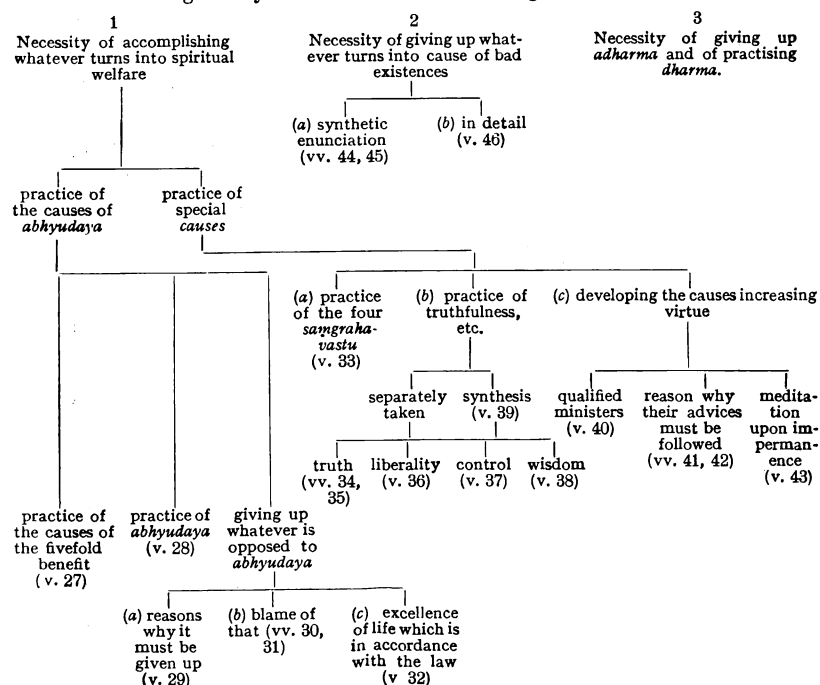 1
Necessity of accomplishing
whatever turns into spiritual
welfare
2
Necessity of giving up what-
ever turns into cause of bad
existences
3
Necessity of giving up
adharma and of practising
dharma.
(a) synthetic
enunciation
(vv. 44, 45)
(b) in detail
(v. 46)
practice of
the causes of
abhyudaya
practice of
special
causes
(a) practice
of the four
saṃgraha-
vastu
(v. 33)
(b) practice of
truthfulness,
etc.
(c) developing the causes increasing
virtue
separately
taken
synthesis
(v. 39)
qualified
ministers
(v. 40)
reason why
their advices
must be
followed
(vv. 41, 42)
medita-
tion
upon im-
perman-
ence
(v. 43)
truth
(vv. 34,
35)
liberality
(v. 36)
control
(v. 37)
wisdom
(v. 38)
practice of
the causes of
the fivefold
benefit
(v. 27)
practice of
abhyudaya
(v. 28)
giving up
whatever is
opposed to
abhyudaya
(a) reasons
why it
must be
given up
(v. 29)
(b) blame of
that (vv. 30,
31)
(c) excellence
of life which is
in accordance
with the law
(v 32)